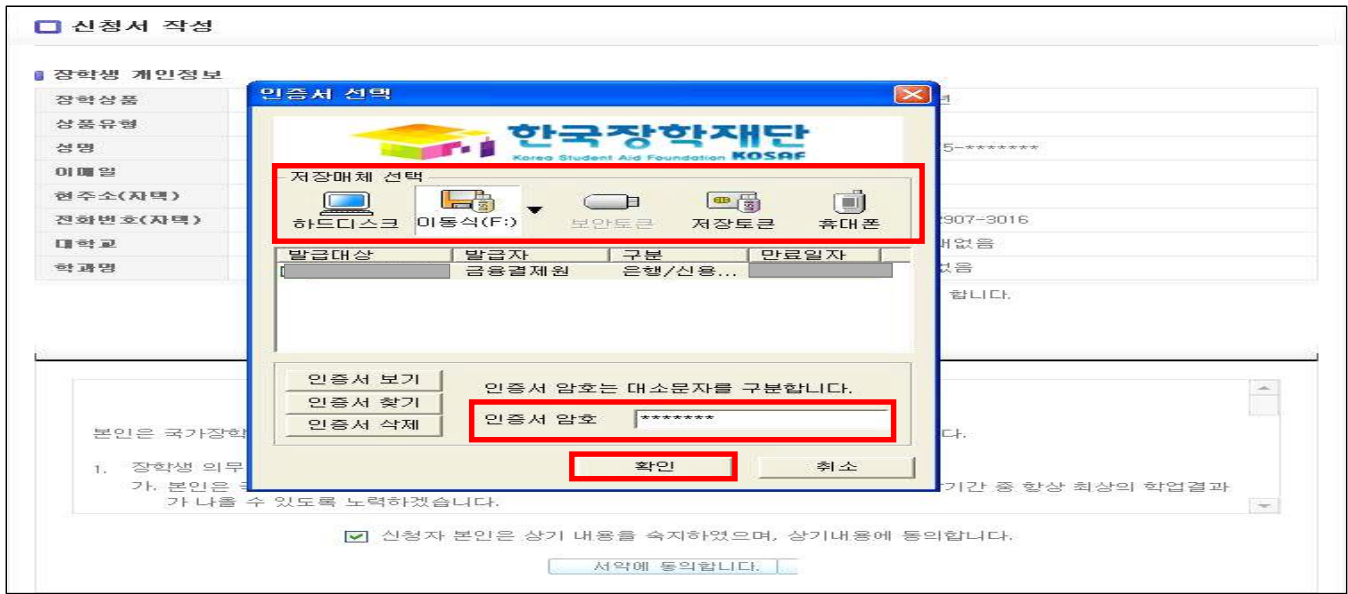 신청서 작성
장학생 개인정보
장학상품
상품유형
성명
이메일
현주소(자택)
전화번호(자택)
대학교
학과명
5-*******
907-3016
없음
합니다.
인증서 선택
한국장학재단
Korea Student Aid Foundation KOSAF
저장매체 선택
하드디스크 이동식(F:) 보안토큰 저장토큰 휴대폰
발급대상 발급자 구분 만료일자
금융결제원 은행/신용...
인증서 보기
인증서 찾기
인증서 삭제
인증서 암호는 대소문자를 구분합니다.
인증서 암호 *******
확인 취소
본인은 국가장학 다.
1. 장학생 의무
가. 본인은 기간 중 항상 최상의 학업결과
가 나올 수 있도록 노력하겠습니다.
신청자 본인은 상기 내용을 숙지하였으며, 상기내용에 동의합니다.
서약에 동의합니다.